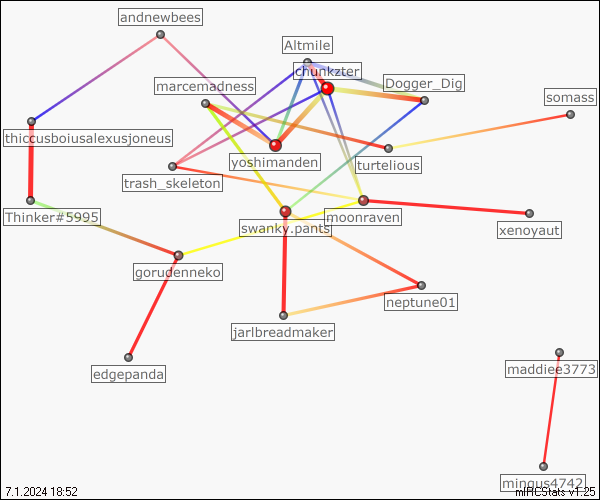 andnewbees
Altmile
chunkzter
marcemadness
Dogger_Dig
somass
thiccusboiusalexusjoneus
yoshimanden
turtelious
trash_skeleton
Thinker#5995
swanky.pants
moonraven
xenoyaut
gorudenneko
neptune01
jarlbreadmaker
edgepanda
maddiee3773
mingus4742
7.1.2024 18:52
mIRCStats v1.25